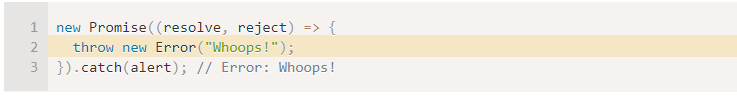 1 new Promise((resolve, reject) => {
2   throw new Error("Whoops!");
3 }).catch(alert); // Error: Whoops!